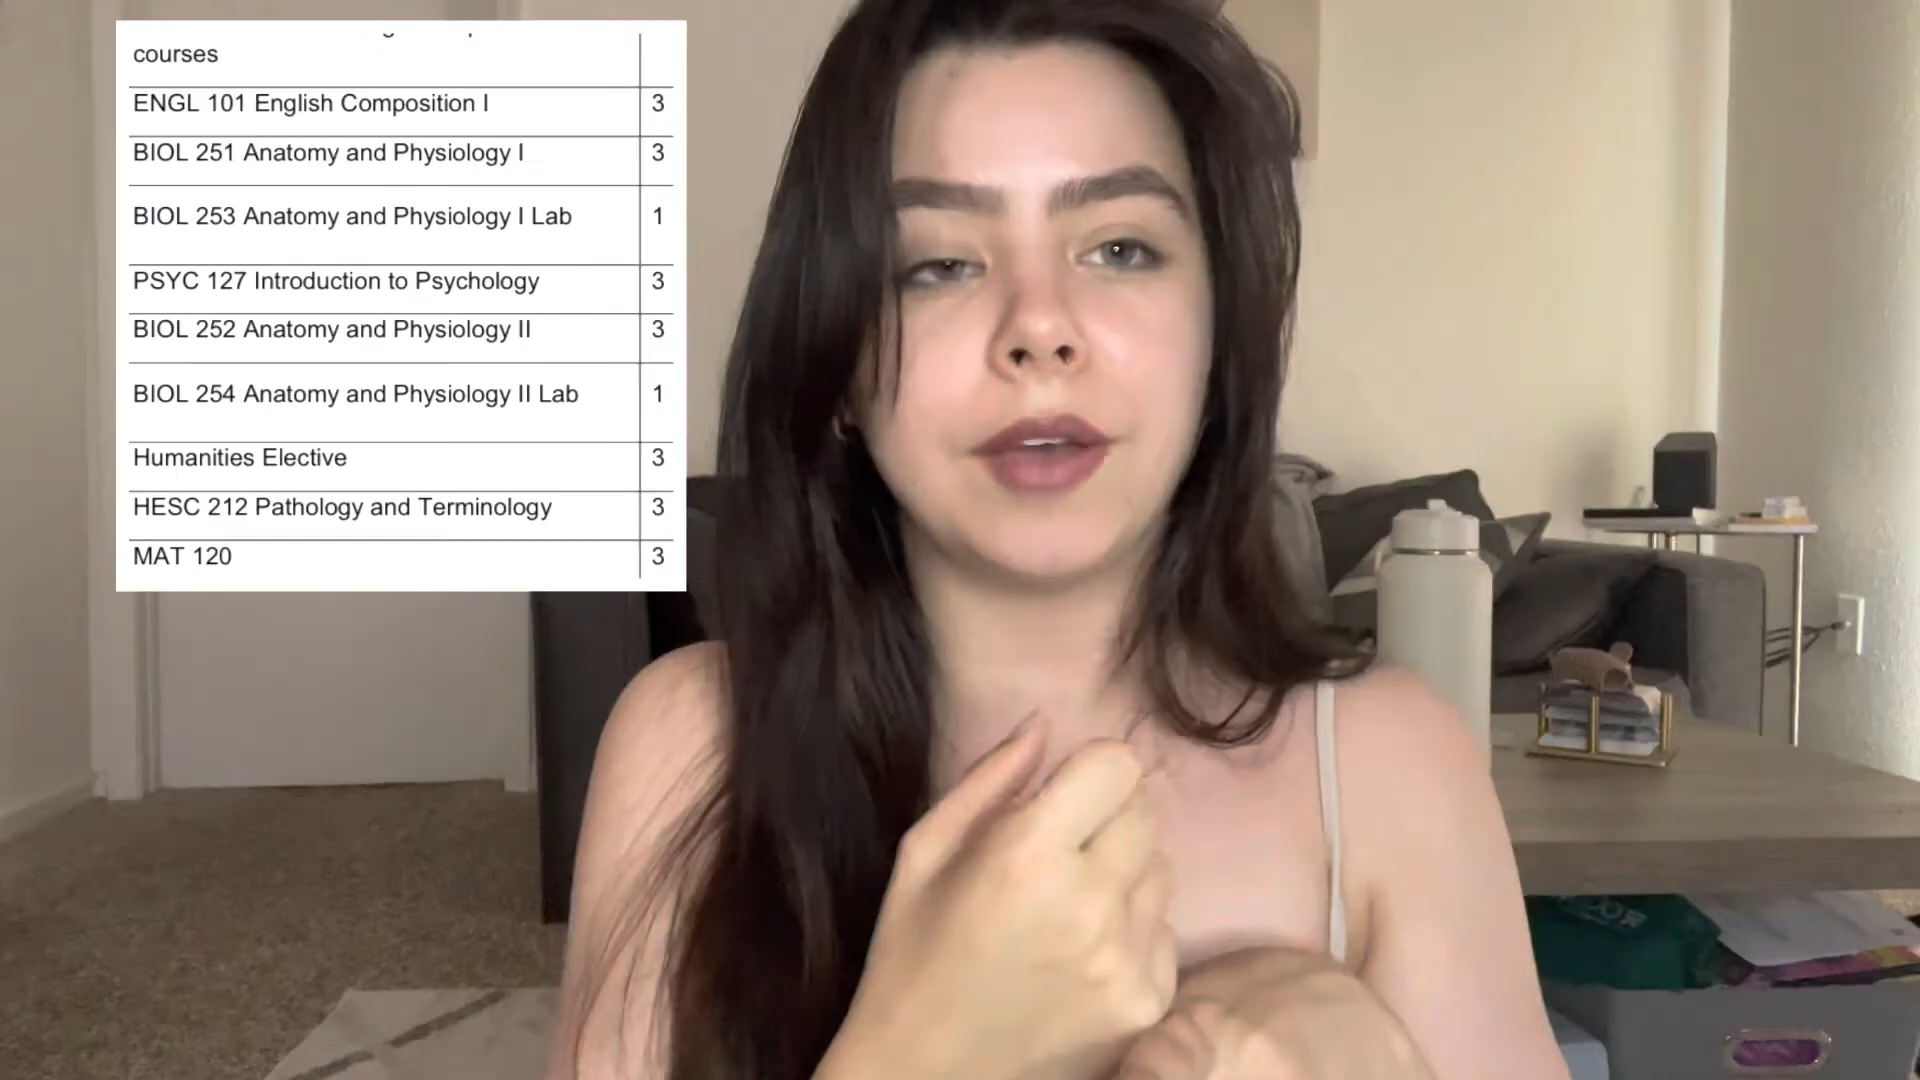 courses
ENGL 101 English Composition I 3
BIOL 251 Anatomy and Physiology I 3
BIOL 253 Anatomy and Physiology I Lab 1
PSYC 127 Introduction to Psychology 3
BIOL 252 Anatomy and Physiology II 3
BIOL 254 Anatomy and Physiology II Lab 1
Humanities Elective 3
HESC 212 Pathology and Terminology 3
MAT 120 3